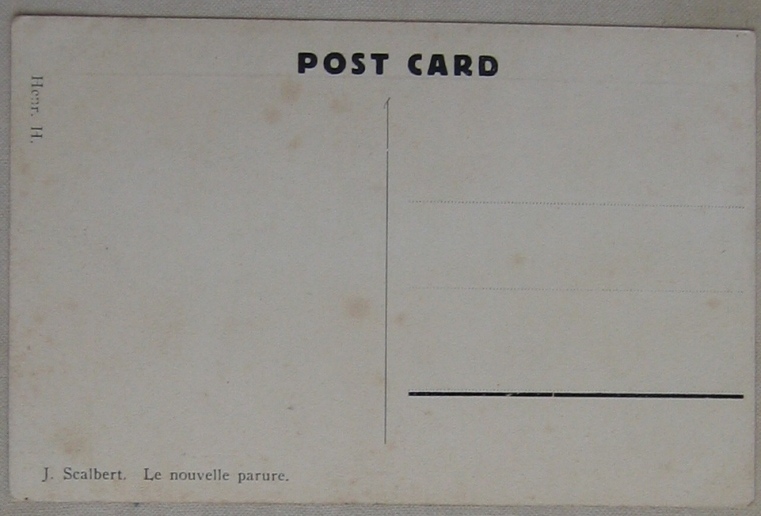 POST CARD
J. Scalbert. Le nouvelle parure.